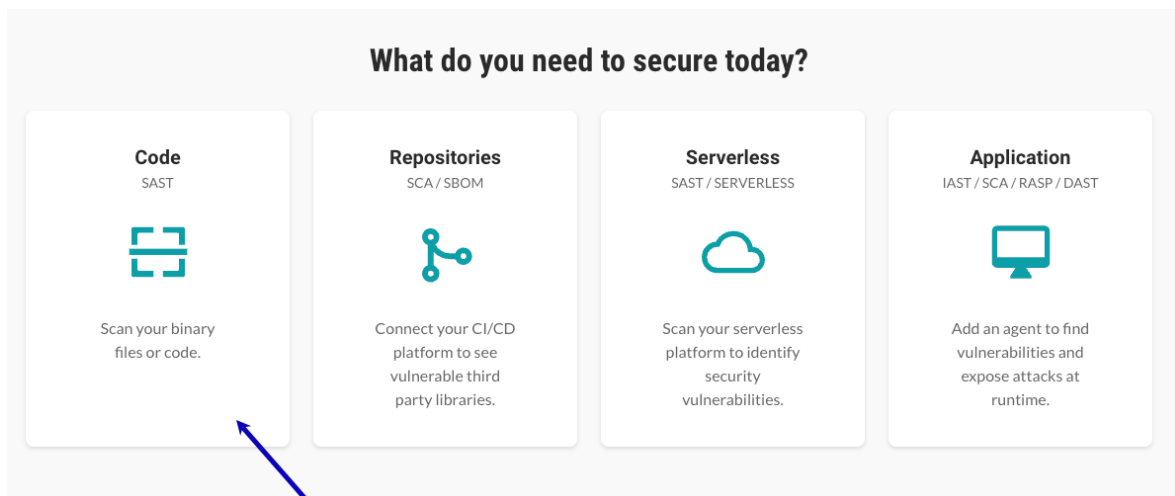 What do you need to secure today?
Code
SAST
Scan your binary
files or code.
Repositories
SCA / SBOM
Connect your CI/CD
platform to see
vulnerable third
party libraries.
Serverless
SAST / SERVERLESS
Scan your serverless
platform to identify
security
vulnerabilities.
Application
IAST / SCA / RASP / DAST
Add an agent to find
vulnerabilities and
expose attacks at
runtime.